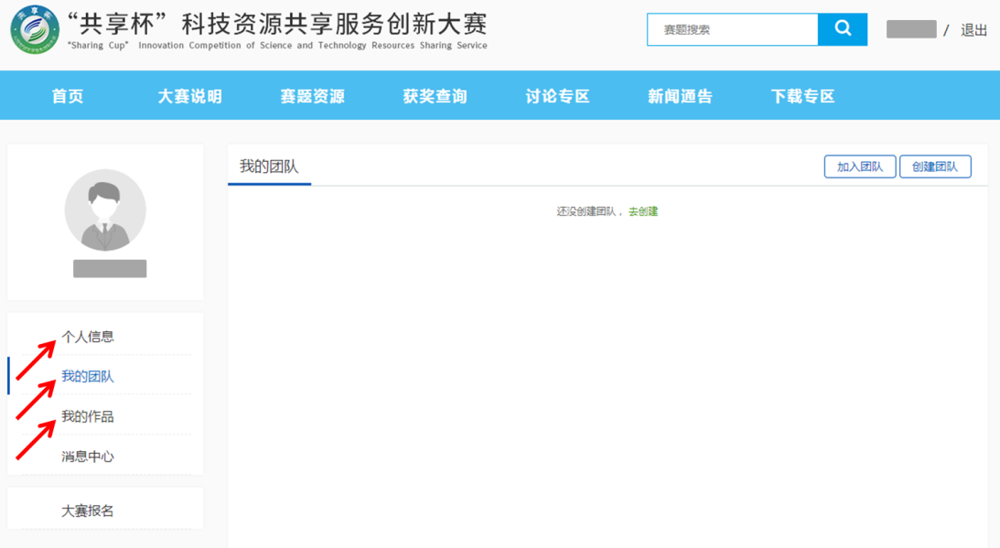 “共享杯”科技资源共享服务创新大赛
"Sharing Cup" Innovation Competition of Science and Technology Resources Sharing Service
赛题搜索
/ 退出
首页 大赛说明 赛题资源 获奖查询 讨论专区 新闻通告 下载专区
我的团队
加入团队 创建团队
还没创建团队，去创建
个人信息
我的团队
我的作品
消息中心
大赛报名